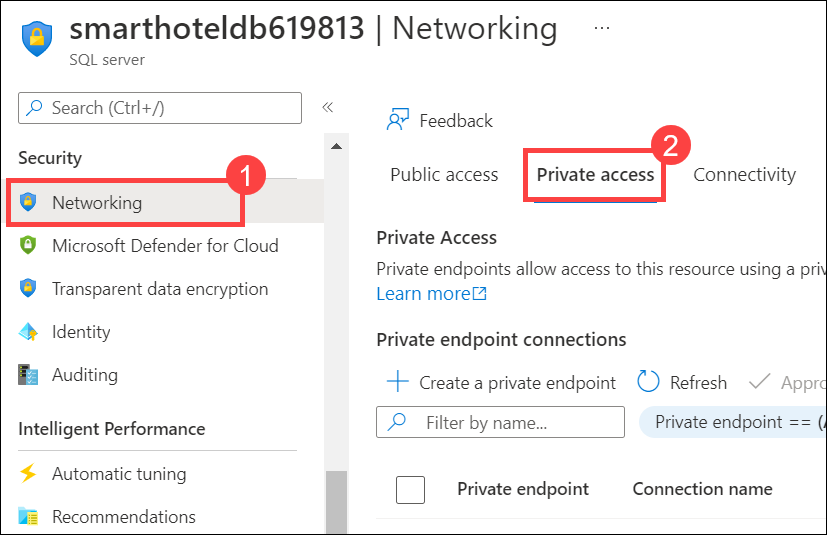 smarthoteldb619813 | Networking ...
SQL server
Search (Ctrl+/)
«
Feedback
Security
1
2
Public access
Private access
Connectivity
Networking
Private Access
Microsoft Defender for Cloud
Private endpoints allow access to this resource using a
Learn more
Transparent data encryption
Identity
Private endpoint connections
Auditing
Create a private endpoint
Refresh
Filter by name...
Private endpoint ==
Intelligent Performance
Automatic tuning
Private endpoint
Connection name
Recommendations